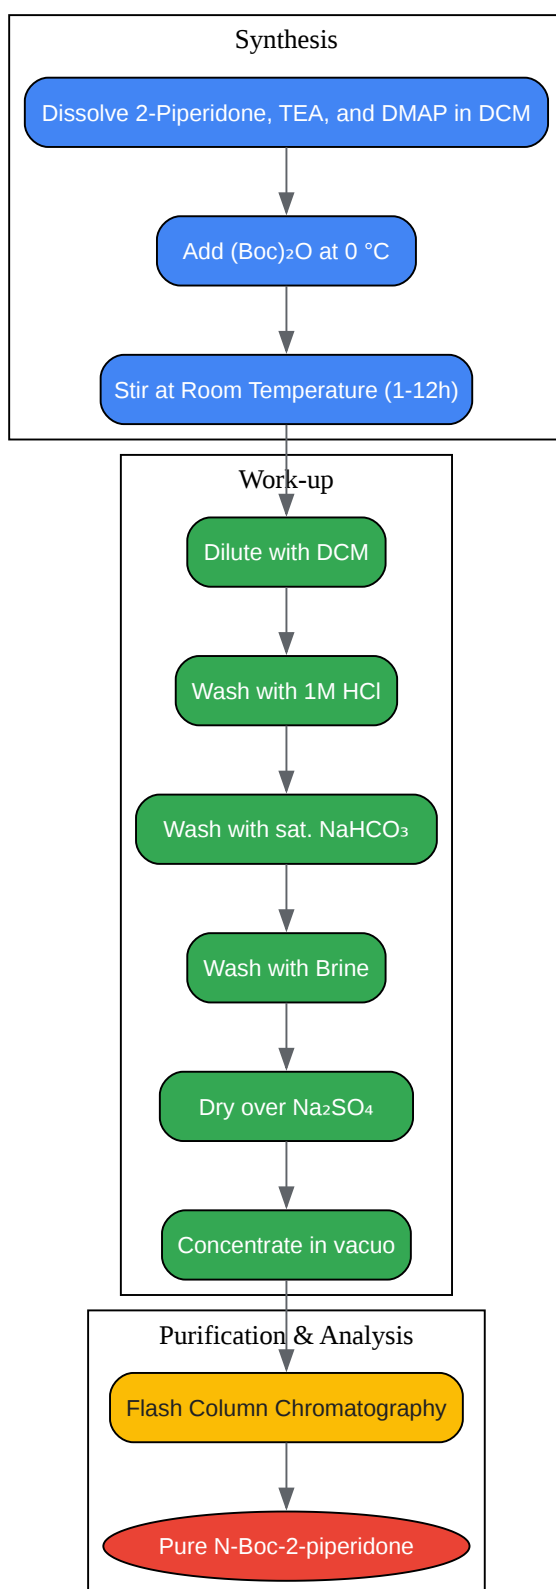 Synthesis
Dissolve 2-Piperidone, TEA, and DMAP in DCM
Add (Boc)₂O at 0 °C
Stir at Room Temperature (1-12h)
Work-up
Dilute with DCM
Wash with 1M HCl
Wash with sat. NaHCO₃
Wash with Brine
Dry over Na₂SO₄
Concentrate in vacuo
Purification & Analysis
Flash Column Chromatography
Pure N-Boc-2-piperidone